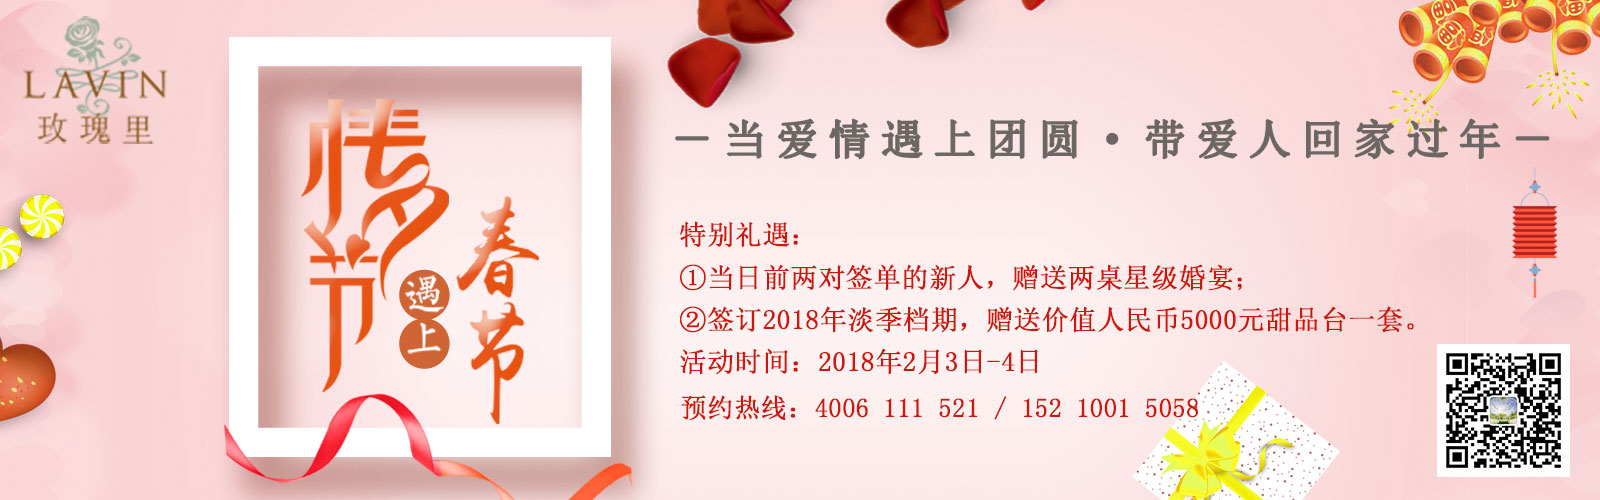 LAVIN
玫瑰里
情节
遇上
春节
－当爱情遇上团圆·带爱人回家过年－
特别礼遇：
①当日前两对签单的新人，赠送两桌星级婚宴；
②签订2018年淡季档期，赠送价值人民币5000元甜品台一套。
活动时间：2018年2月3日-4日
预约热线：4006 111 521 / 152 1001 5058